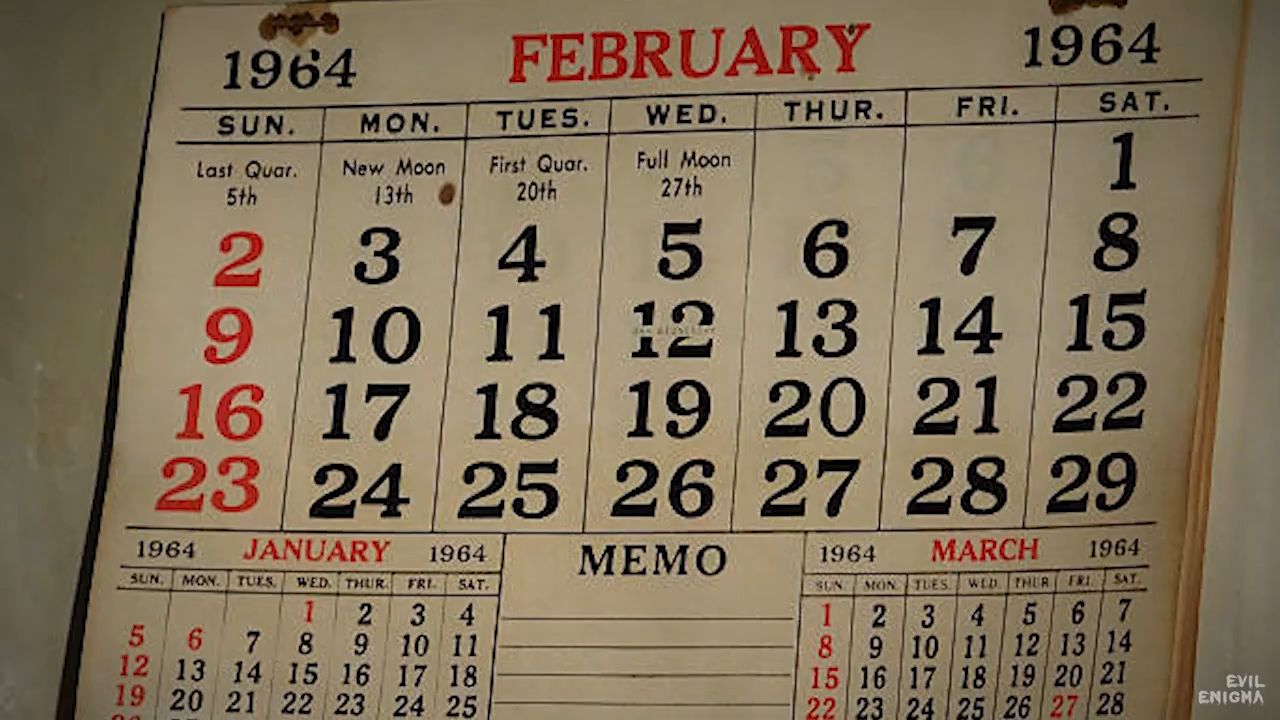 1964 FEBRUARY 1964
SUN. MON. TUES. WED. THUR. FRI. SAT.
Last Quar. New Moon First Quar. Full Moon
5th 13th 20th 27th
1
2 3 4 5 6 7 8
9 10 11 12 13 14 15
16 17 18 19 20 21 22
23 24 25 26 27 28 29
1964 JANUARY 1964
SUN. MON. TUES. WED. THUR. FRI. SAT.
1 2 3 4
5 6 7 8 9 10 11
12 13 14 15 16 17 18
19 20 21 22 23 24 25
MEMO
1964 MARCH 1964
SUN. MON. TUES. WED. THUR. FRI. SAT.
1 2 3 4 5 6 7
8 9 10 11 12 13 14
15 16 17 18 19 20 21
22 23 24 25 26 27 28
EVIL
ENIGMA